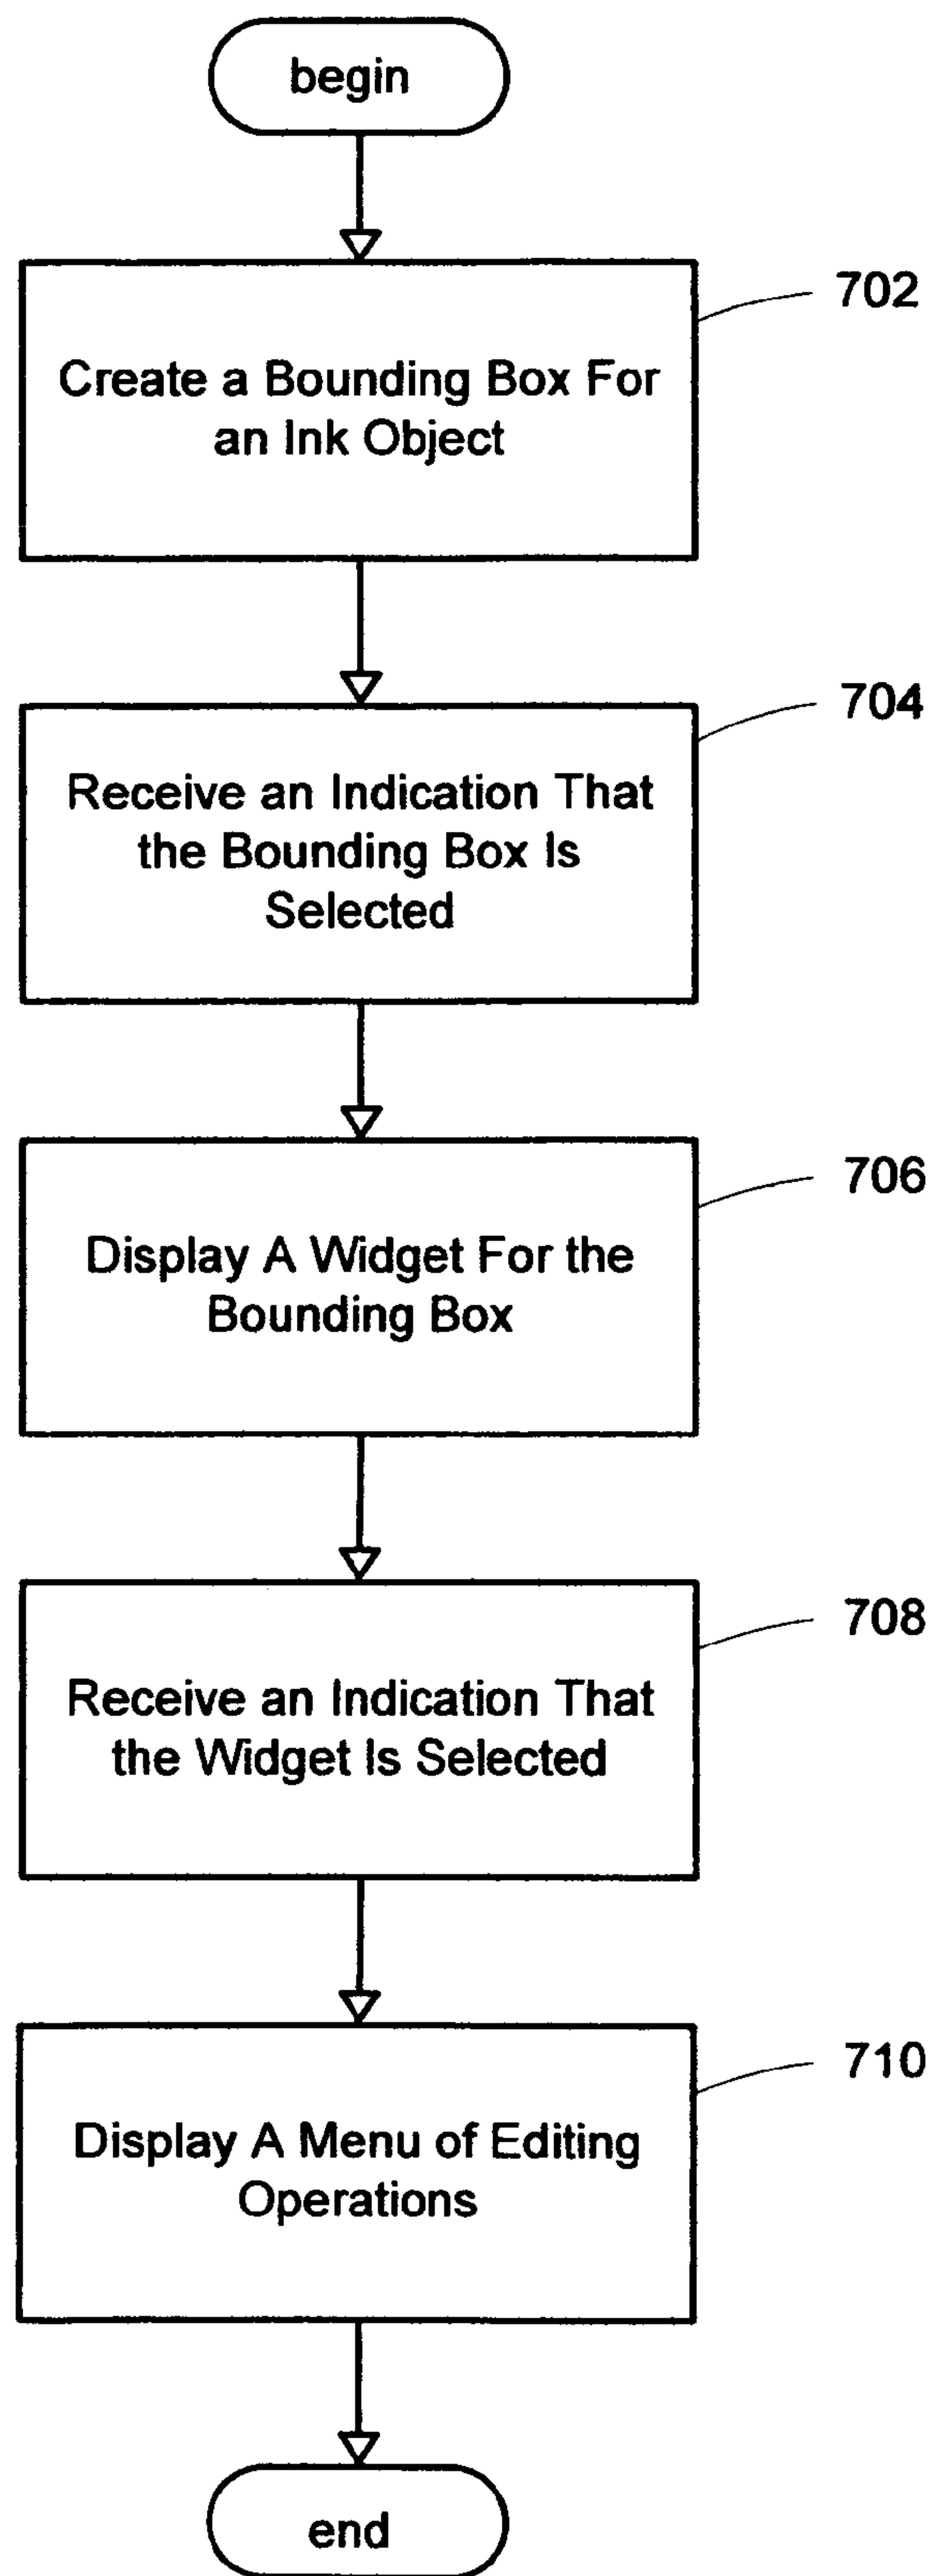 begin
702
Create a Bounding Box For
an Ink Object
704
Receive an Indication That
the Bounding Box Is
Selected
706
Display A Widget For the
Bounding Box
708
Receive an Indication That
the Widget Is Selected
710
Display A Menu of Editing
Operations
end